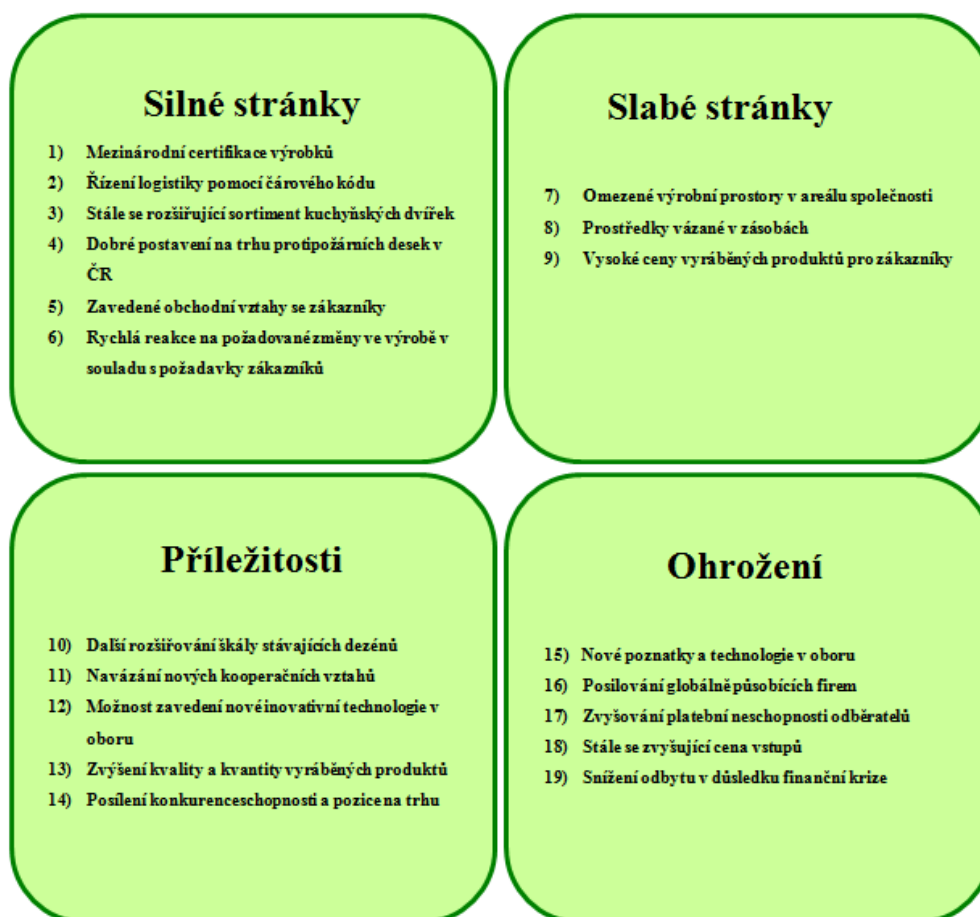 Silné stránky
1) Mezinárodní certifikace výrobků
2) Řízení logistiky pomocí čárového kódu
3) Stále se rozšiřující sortiment kuchyňských dvířek
4) Dobré postavení na trhu protipožárních desek v
ČR
5) Zavedené obchodní vztahy se zákazníky
6) Rychlá reakce na požadované změny ve výrobě v
souladu s požadavky zákazníků
Slabé stránky
7) Omezené výrobní prostory v areálu společnosti
8) Prostředky vázané v zásobách
9) Vysoké ceny vyráběných produktů pro zákazníky
Příležitosti
10) Další rozšiřování škály stávajících dezénů
11) Navázání nových kooperačních vztahů
12) Možnost zavedení nové inovativní technologie v
oboru
13) Zvýšení kvality a kvantity vyráběných produktů
14) Posílení konkurenceschopnosti a pozice na trhu
Ohrožení
15) Nové poznatky a technologie v oboru
16) Posilování globálně působících firem
17) Zvyšování platební neschopnosti odběratelů
18) Stále se zvyšující cena vstupů
19) Snížení odbytu v důsledku finanční krize